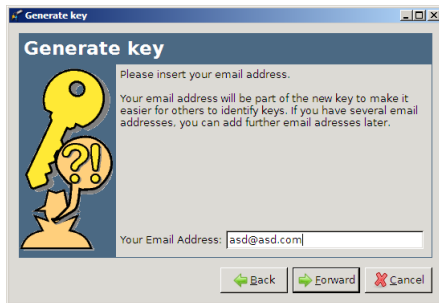 Generate key
Generate key
Please insert your email address.
Your email address will be part of the new key to make it
easier for others to identify keys. If you have several email
addresses, you can add further email adresses later.
?!
Your Email Address: asd@asd.com
Back Forward Cancel